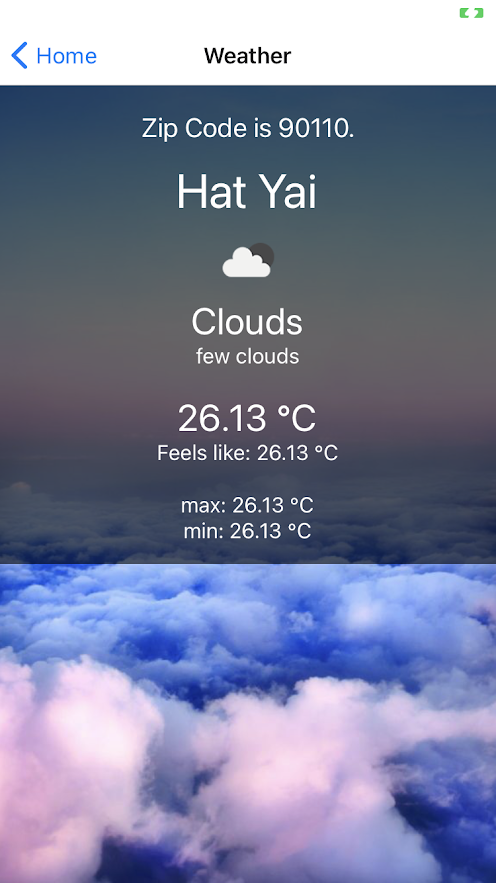 Home
Weather
Zip Code is 90110.
Hat Yai
Clouds
few clouds
26.13 °C
Feels like: 26.13 °C
max: 26.13 °C
min: 26.13 °C